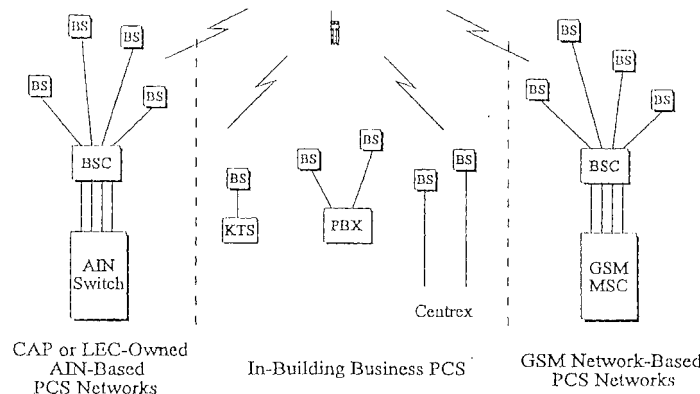 BS
BS
BS
BS
BSC
AIN
Switch
CAP or LEC-Owned
AIN-Based
PCS Networks
BS
KTS
BS
BS
PBX
BS
BS
Centrex
In-Building Business PCS
BS
BS
BS
BS
BSC
GSM
MSC
GSM Network-Based
PCS Networks